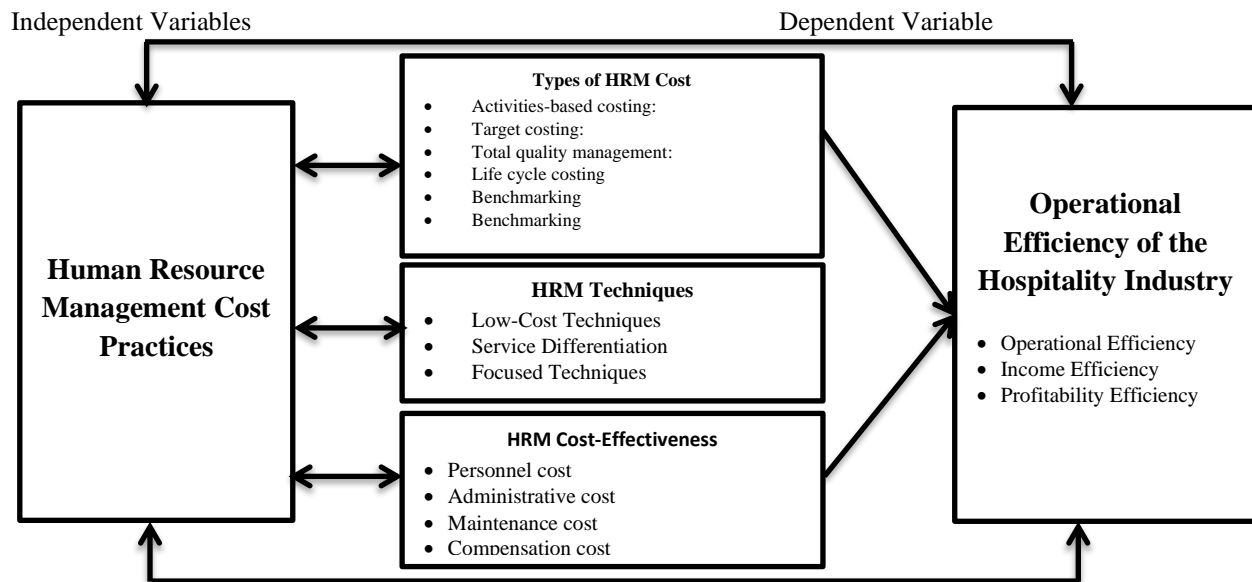 Independent Variables
Dependent Variable
Human Resource
Management Cost
Practices
Types of HRM Cost
• Activities-based costing:
• Target costing:
• Total quality management:
• Life cycle costing
• Benchmarking
• Benchmarking
HRM Techniques
• Low-Cost Techniques
• Service Differentiation
• Focused Techniques
HRM Cost-Effectiveness
• Personnel cost
• Administrative cost
• Maintenance cost
• Compensation cost
Operational
Efficiency of the
Hospitality Industry
• Operational Efficiency
• Income Efficiency
• Profitability Efficiency